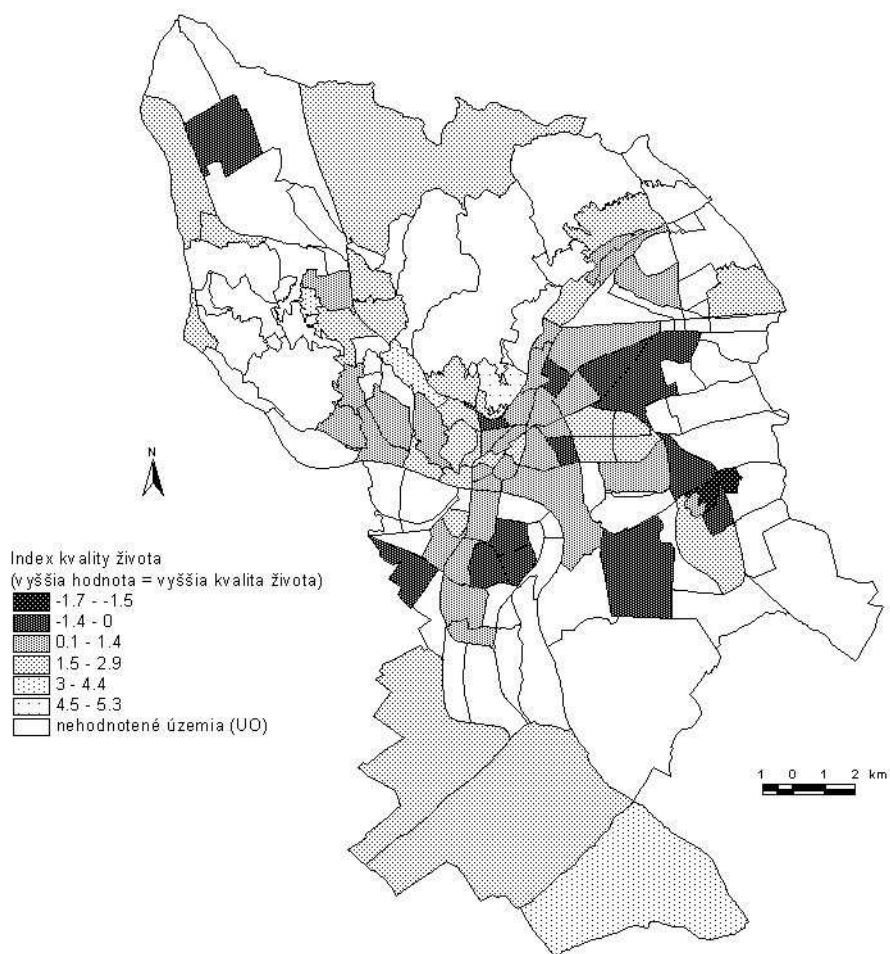 N
Index kvality života
(vyššia hodnota = vyššia kvalita života)
-1.7 - -1.5
-1.4 - 0
0.1 - 1.4
1.5 - 2.9
3 - 4.4
4.5 - 5.3
nehodnotené územia (UO)
1 0 1 2 km